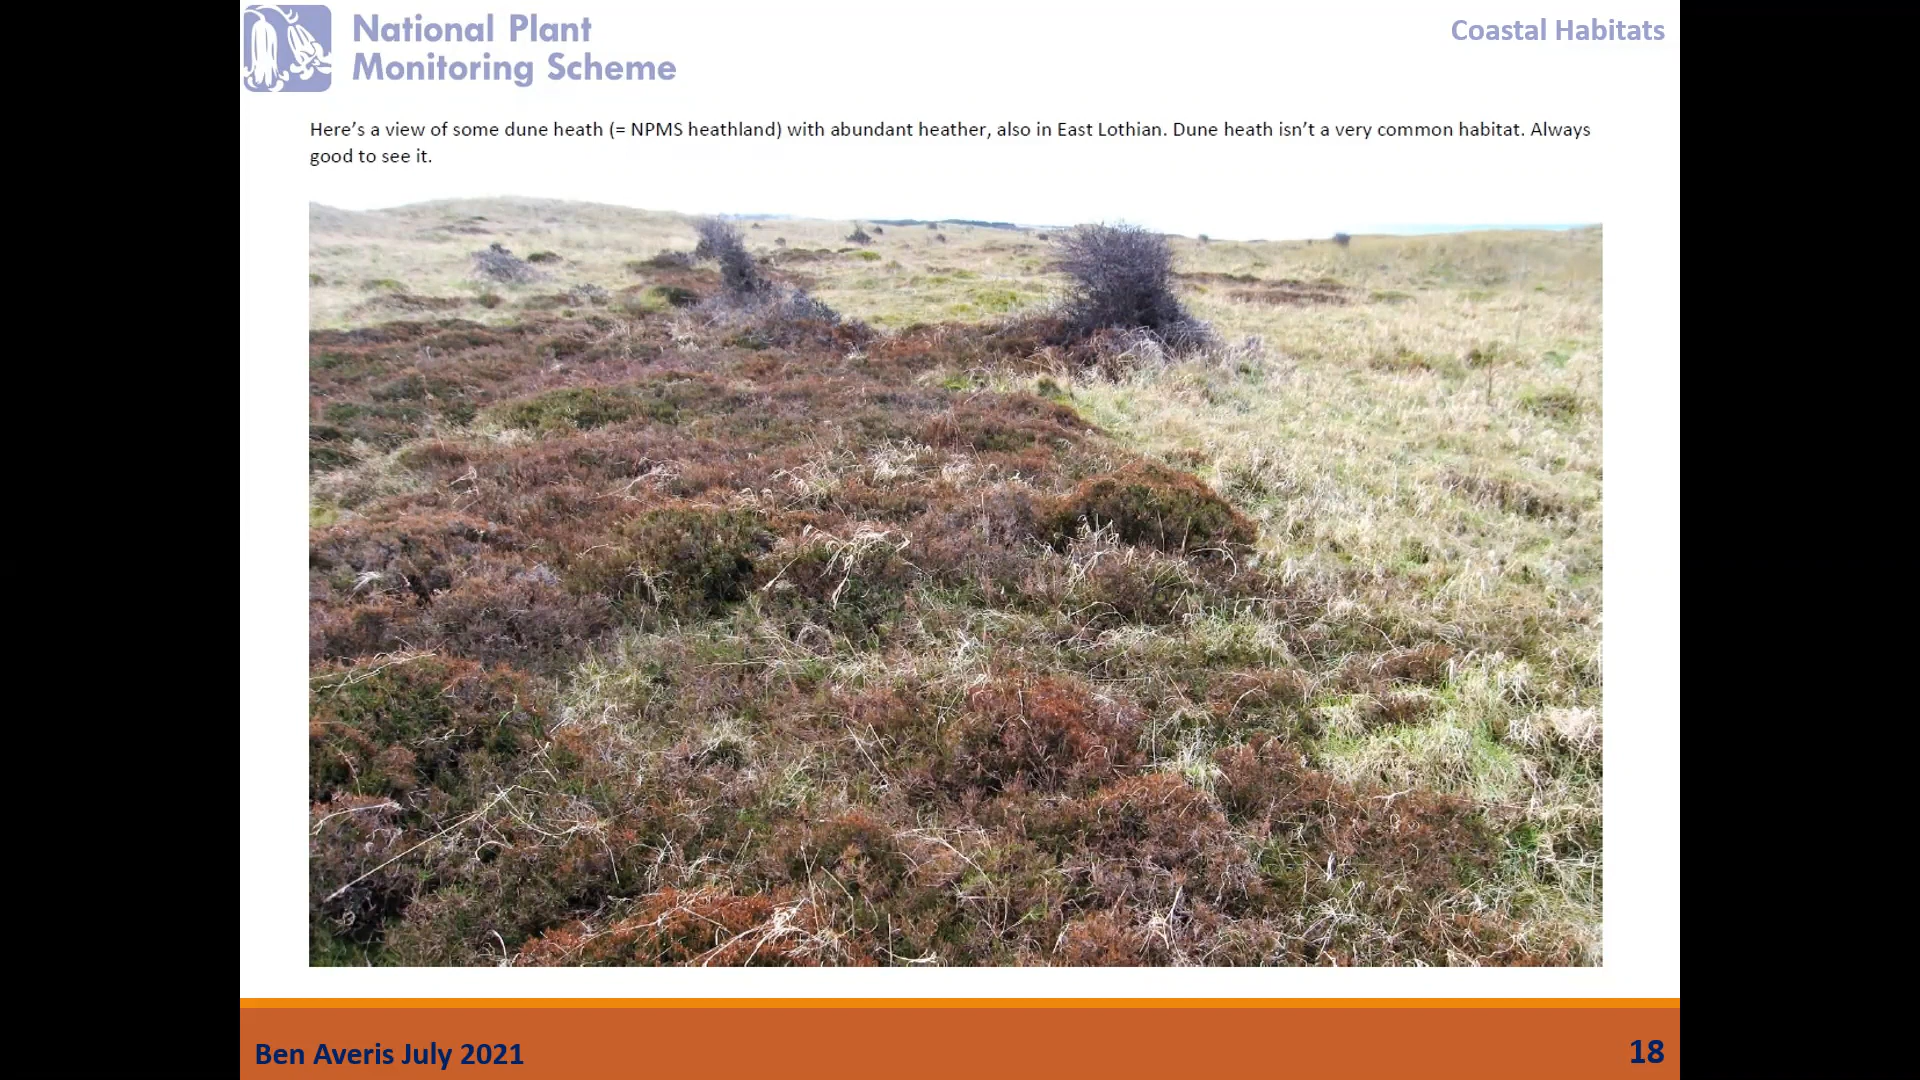 National Plant
Monitoring Scheme
Coastal Habitats
Here’s a view of some dune heath (= NPMS heathland) with abundant heather, also in East Lothian. Dune heath isn’t a very common habitat. Always
good to see it.
Ben Averis July 2021
18